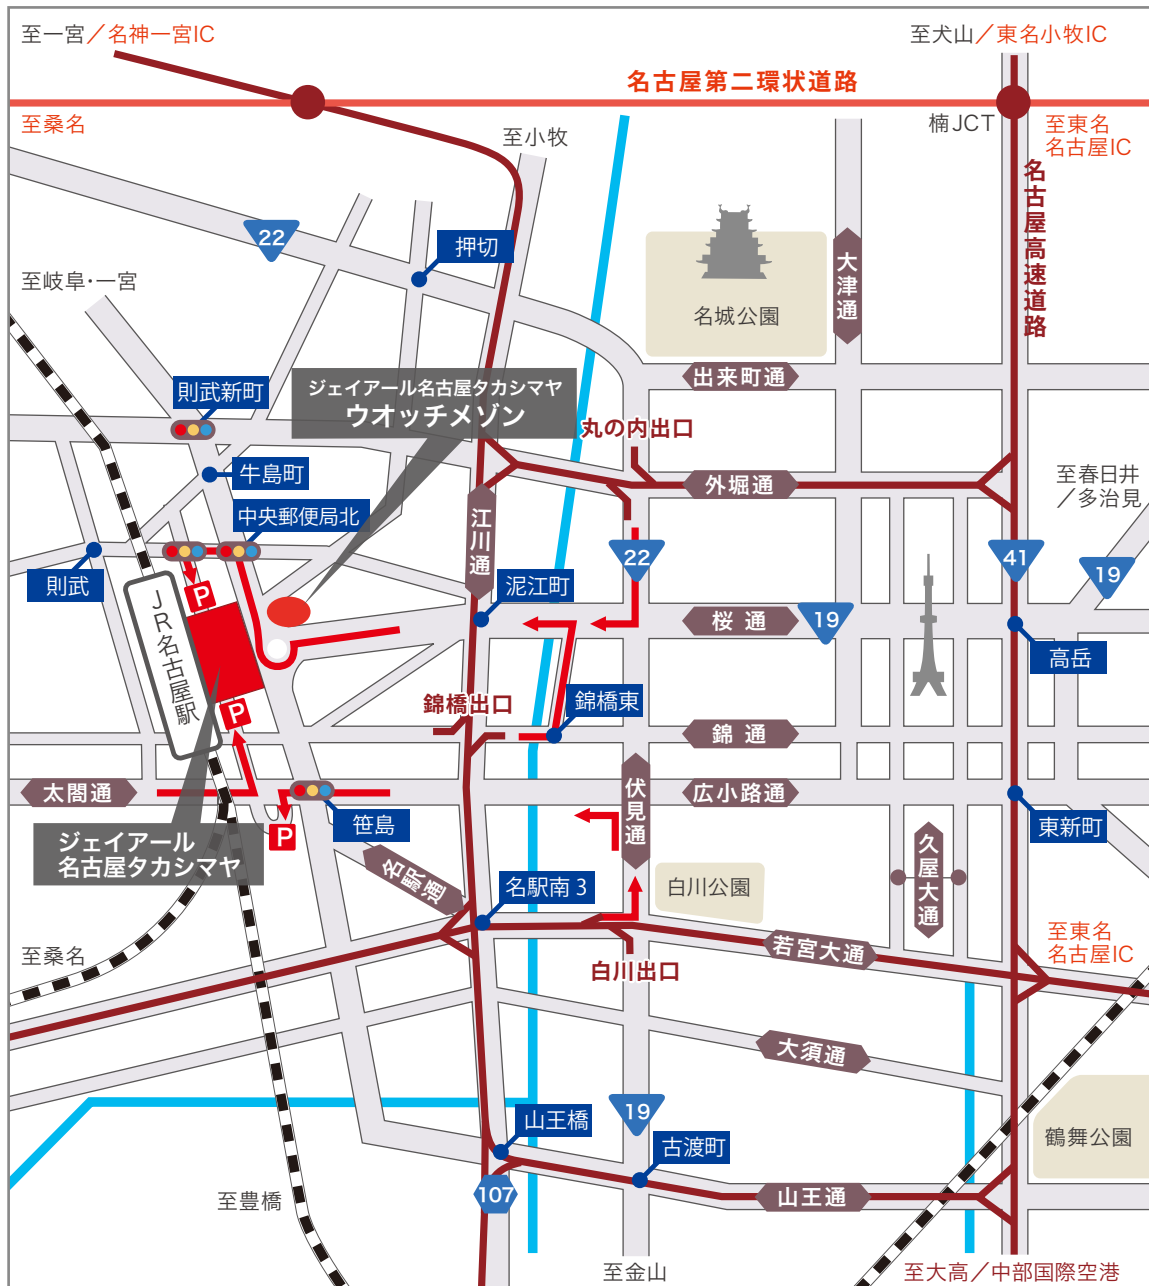 至一宮／名神一宮IC
至犬山／東名小牧IC
名古屋第二環状道路
至桑名
至小牧
楠JCT
至東名
名古屋IC
名古屋高速道路
22
押切
大津通
至岐阜・一宮
名城公園
出来町通
則武新町
ジェイアール名古屋タカシマヤ
ウオッチメゾン
丸の内出口
牛島町
外堀通
至春日井
／多治見
中央郵便局北
江川通
22
41
19
則武
P
泥江町
桜通
19
JR名古屋駅
高岳
錦橋出口
錦橋東
P
錦通
太閤通
伏見通
広小路通
笹島
P
東新町
ジェイアール
名古屋タカシマヤ
名駅通
久屋大通
名駅南3
白川公園
至桑名
若宮大通
至東名
名古屋IC
白川出口
大須通
19
山王橋
古渡町
鶴舞公園
107
山王通
至豊橋
至金山
至大高／中部国際空港